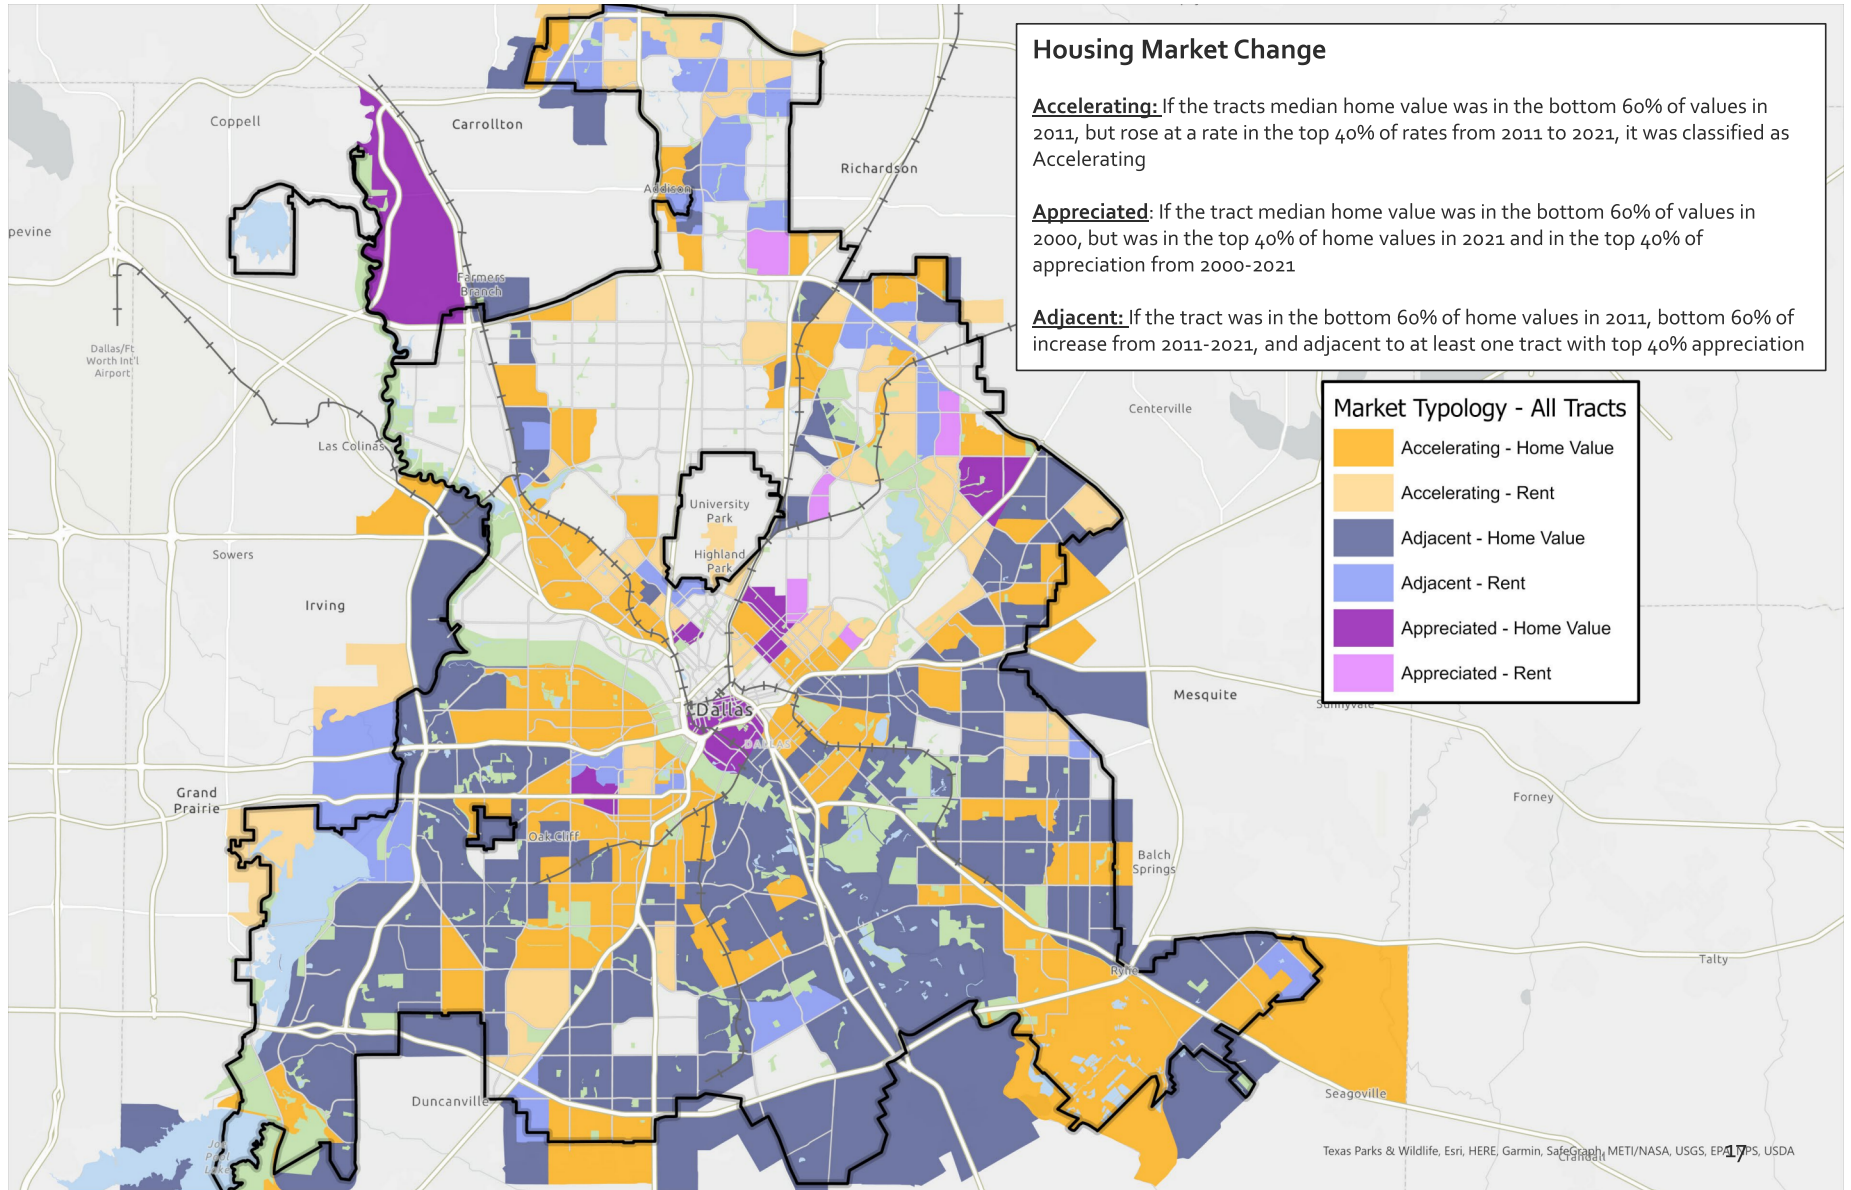 Housing Market Change
Accelerating: If the tracts median home value was in the bottom 60% of values in
2011, but rose at a rate in the top 40% of rates from 2011 to 2021, it was classified as
Accelerating
Appreciated: If the tract median home value was in the bottom 60% of values in
2000, but was in the top 40% of home values in 2021 and in the top 40% of
appreciation from 2000-2021
Adjacent: If the tract was in the bottom 60% of home values in 2011, bottom 60% of
increase from 2011-2021, and adjacent to at least one tract with top 40% appreciation
Market Typology - All Tracts
Accelerating - Home Value
Accelerating - Rent
Adjacent - Home Value
Adjacent - Rent
Appreciated - Home Value
Appreciated - Rent
Coppell
Carrollton
Richardson
Addison
pevine
Farmers
Branch
Dallas/Ft
Worth Int'l
Airport
Centerville
Las Colinas
University
Park
Highland
Park
Sowers
Irving
Mesquite
Sunnyvale
Dallas
DALLAS
Grand
Prairie
Forney
Oak Cliff
Balch
Springs
Rylie
Talty
Duncanville
Seagoville
Joe
Pool
Lake
Crandall
Texas Parks & Wildlife, Esri, HERE, Garmin, SafeGraph, METI/NASA, USGS, EPA, NPS, USDA
17